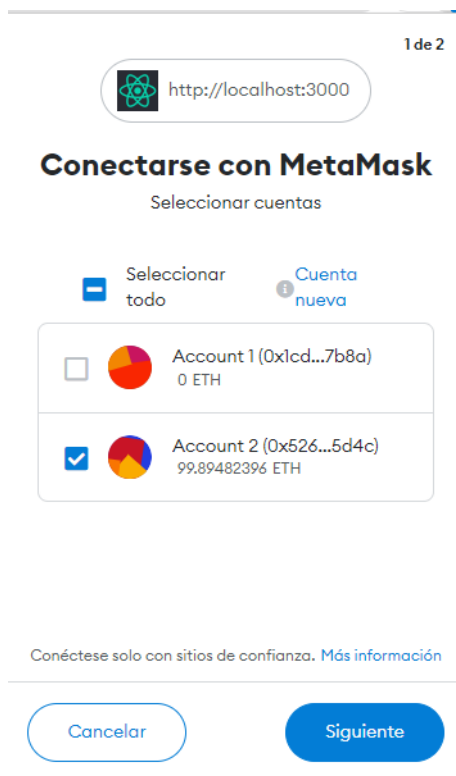 1 de 2
http://localhost:3000
Conectarse con MetaMask
Seleccionar cuentas
Seleccionar
todo
Cuenta
nueva
Account 1 (0x1cd...7b8a)
0 ETH
Account 2 (0x526...5d4c)
99.89482396 ETH
Conéctese solo con sitios de confianza. Más información
Cancelar
Siguiente